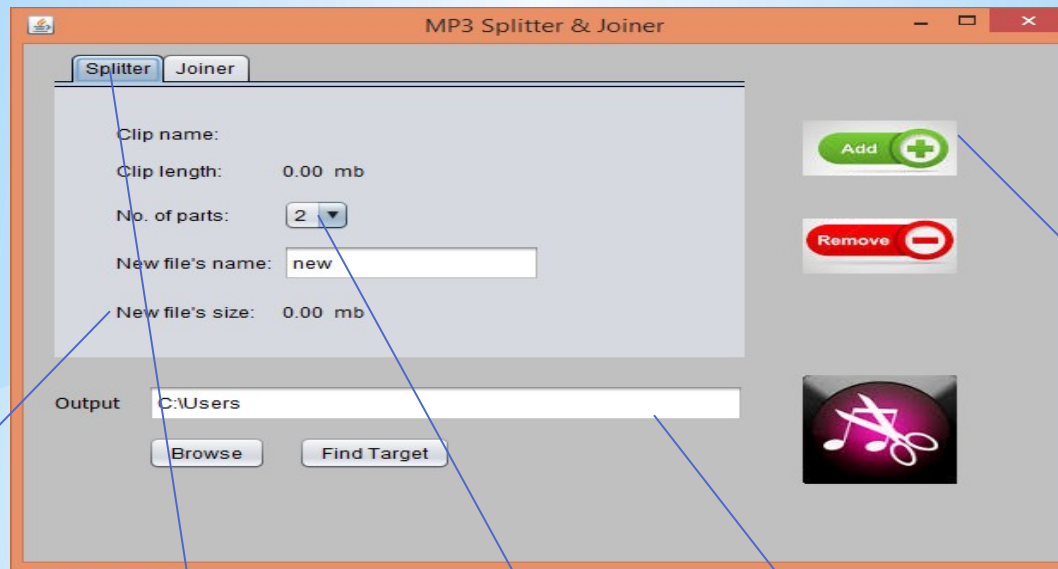 MP3 Splitter & Joiner
Splitter Joiner
Clip name:
Clip length: 0.00 mb
No. of parts: 2
New file's name: new
New file's size: 0.00 mb
Add
Remove
Output C:\Users
Browse Find Target